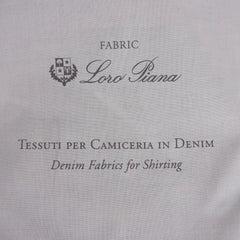 FABRIC
Loro Piana
TESSUTI PER CAMICERIA IN DENIM
Denim Fabrics for Shirting